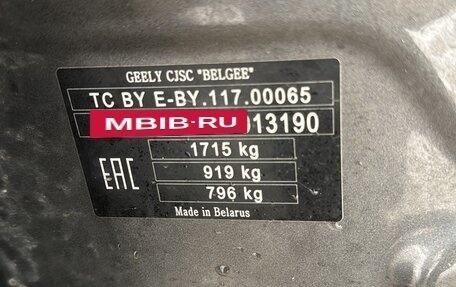 GEELY CJSC "BELGEE"
TC BY E-BY.117.00065
MBIB·RU 013190
1715 kg
EAC 919 kg
796 kg
Made in Belarus